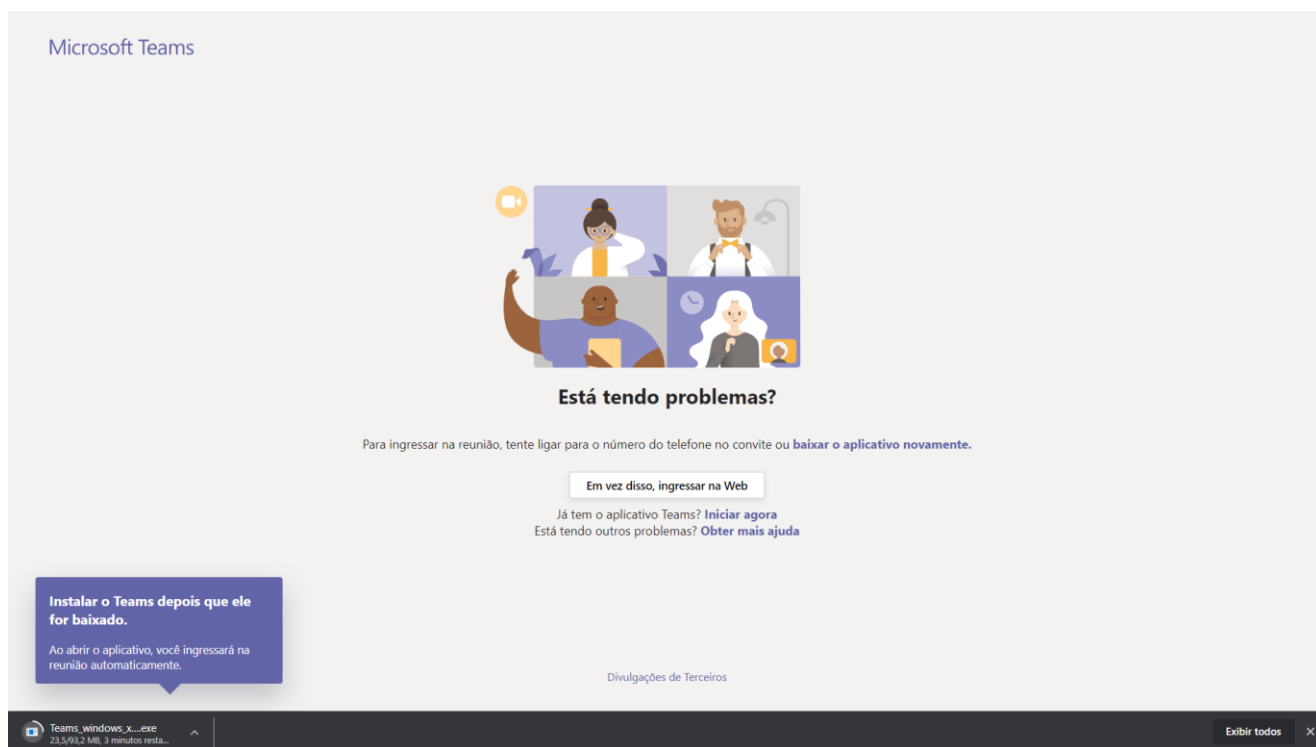 Microsoft Teams
Está tendo problemas?
Para ingressar na reunião, tente ligar para o número do telefone no convite ou baixar o aplicativo novamente.
Em vez disso, ingressar na Web
Já tem o aplicativo Teams? Iniciar agora
Está tendo outros problemas? Obter mais ajuda
Instalar o Teams depois que ele
for baixado.
Ao abrir o aplicativo, você ingressará na
reunião automaticamente.
Divulgações de Terceiros
Teams_windows_x....exe
23,5/93,2 MB, 3 minutos resta...
Exibir todos